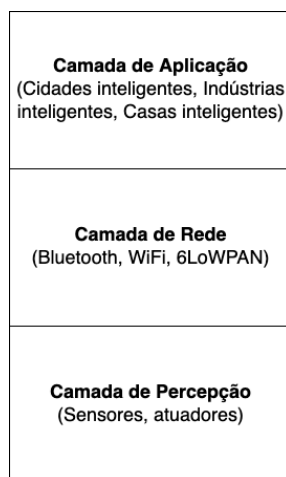 Camada de Aplicação
(Cidades inteligentes, Indústrias
inteligentes, Casas inteligentes)
Camada de Rede
(Bluetooth, WiFi, 6LoWPAN)
Camada de Percepção
(Sensores, atuadores)